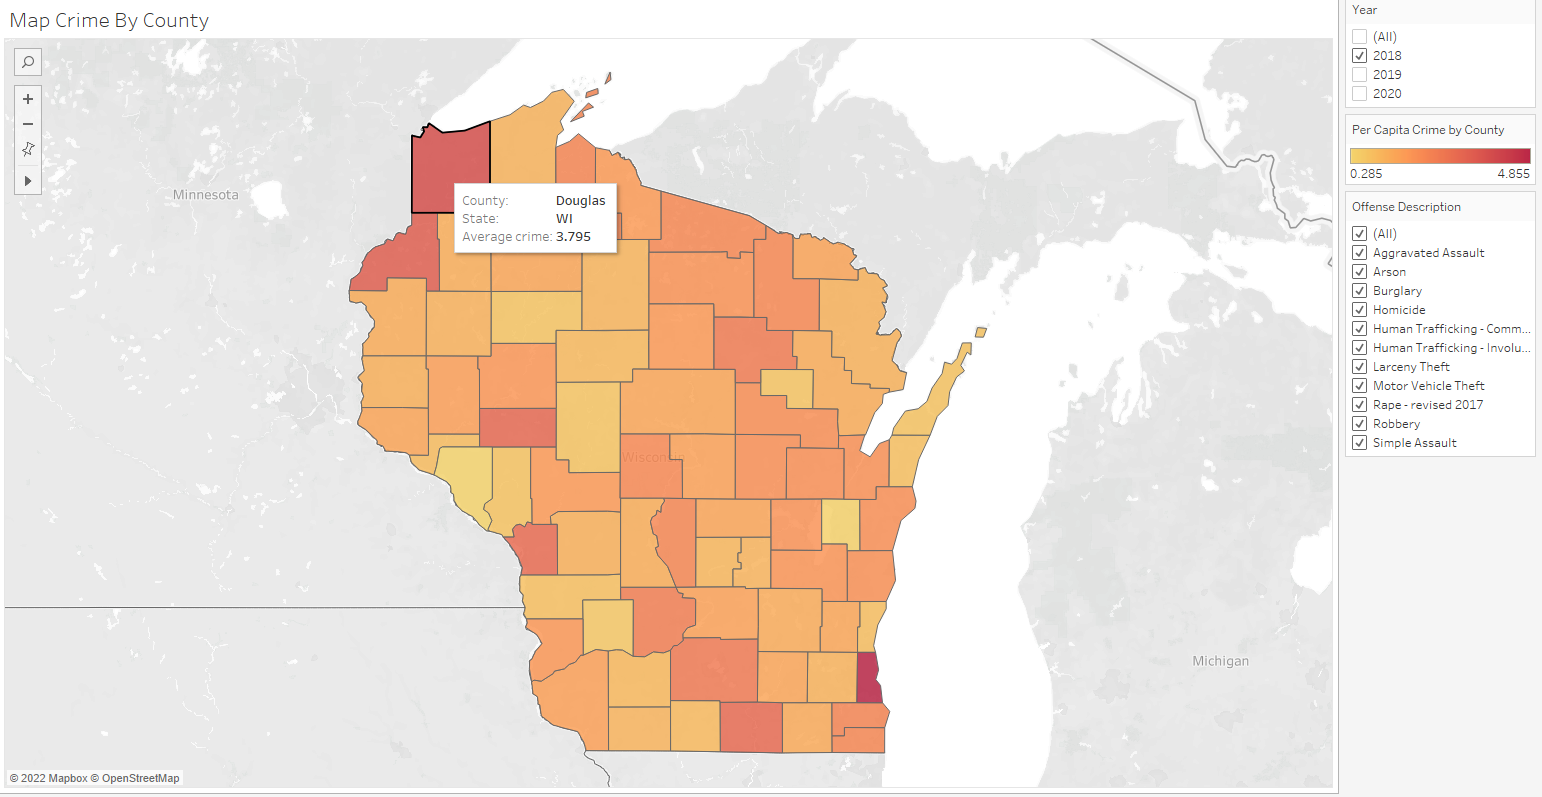 Map Crime By County
Minnesota
County: Douglas
State: WI
Average crime: 3.795
Wisconsin
Michigan
© 2022 Mapbox © OpenStreetMap
Year
(All)
2018
2019
2020
Per Capita Crime by County
0.285 4.855
Offense Description
(All)
Aggravated Assault
Arson
Burglary
Homicide
Human Trafficking - Comm...
Human Trafficking - Involu...
Larceny Theft
Motor Vehicle Theft
Rape - revised 2017
Robbery
Simple Assault